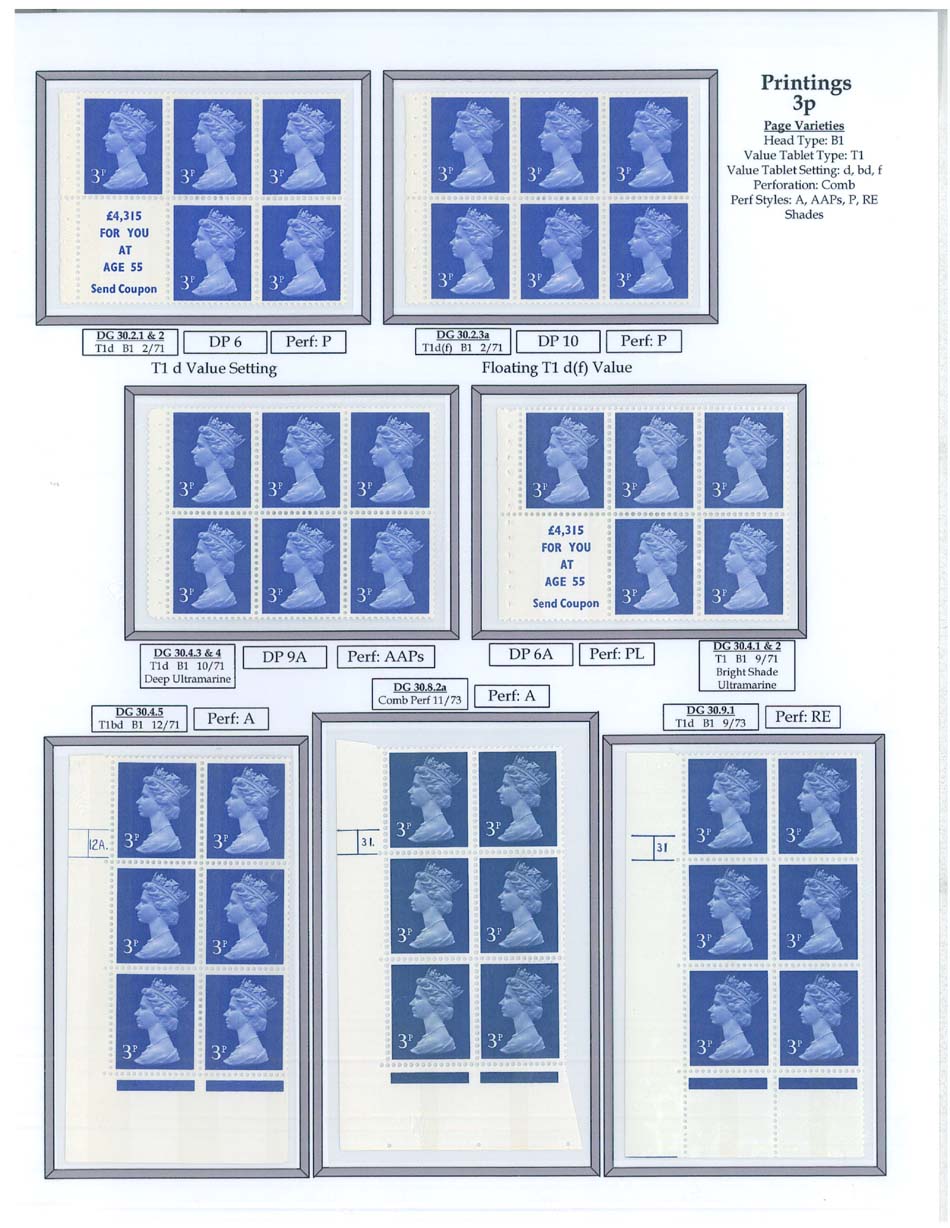 Printings
3p
Page Varieties
Head Type: B1
Value Tablet Type: T1
Value Tablet Setting: d, bd, f
Perforation: Comb
Perf Styles: A, AAPs, P, RE
Shades
3P 3P 3P
£4,315
FOR YOU
AT
AGE 55
Send Coupon
3P 3P
3P 3P 3P
3P 3P 3P
DG 30.2.1 & 2
T1d B1 2/71
DP 6
Perf: P
T1 d Value Setting
DG 30.2.3a
T1d(f) B1 2/71
DP 10
Perf: P
Floating T1 d(f) Value
3P 3P 3P
3P 3P 3P
3P 3P 3P
£4,315
FOR YOU
AT
AGE 55
Send Coupon
3P 3P
DG 30.4.3 & 4
T1d B1 10/71
Deep Ultramarine
DP 9A
Perf: AAPs
DP 6A
Perf: PL
DG 30.4.1 & 2
T1 B1 9/71
Bright Shade
Ultramarine
DG 30.4.5
T1bd B1 12/71
Perf: A
DG 30.8.2a
Comb Perf 11/73
Perf: A
DG 30.9.1
T1d B1 9/73
Perf: RE
3P 3P
12A.
3P 3P
3P 3P
3P 3P
31.
3P 3P
3P 3P
3P 3P
31
3P 3P
3P 3P